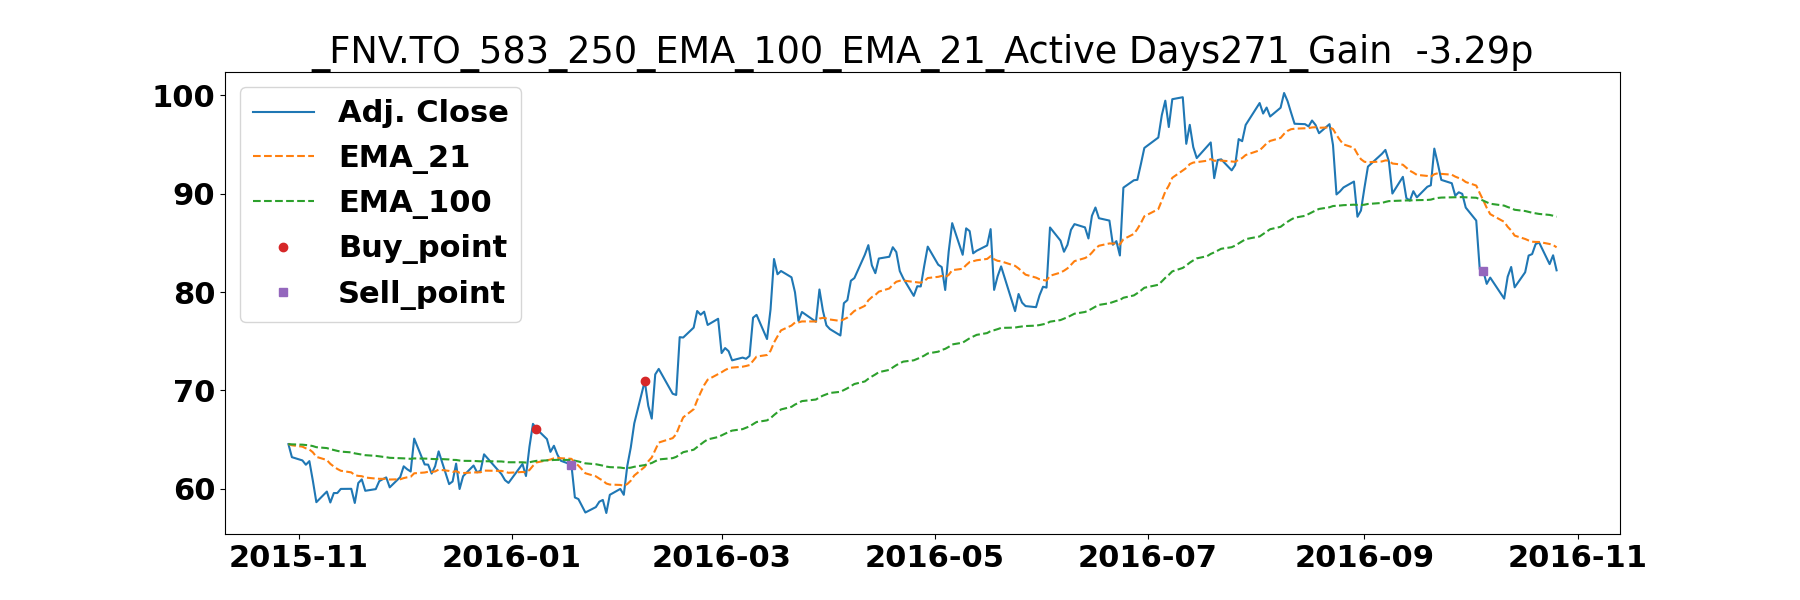 _FNV.TO_583_250_EMA_100_EMA_21_Active Days271_Gain  -3.29p
Adj. Close
EMA_21
EMA_100
Buy_point
Sell_point
100
90
80
70
60
2015-11 2016-01 2016-03 2016-05 2016-07 2016-09 2016-11